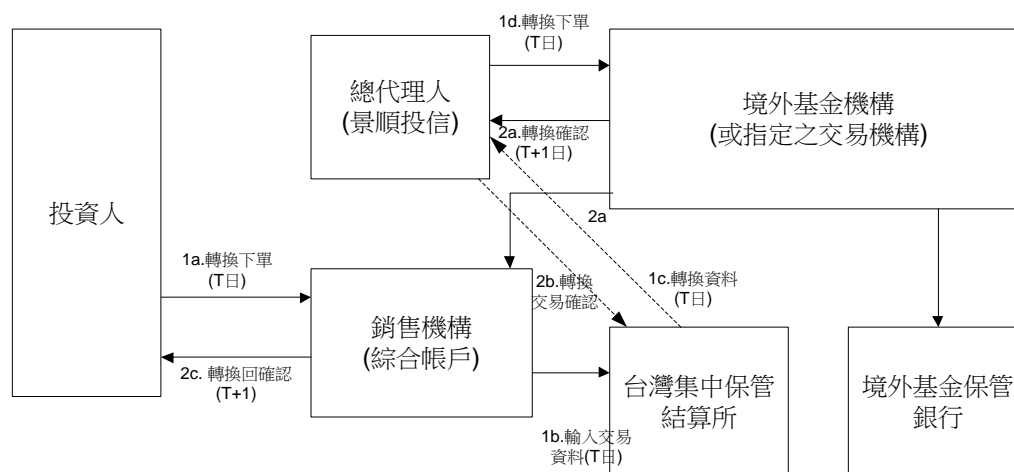 1d.轉換下單
(T日)
總代理人
(景順投信)
境外基金機構
(或指定之交易機構)
2a.轉換確認
(T+1日)
投資人
2a
1a.轉換下單
(T日)
2b.轉換
交易確認
1c.轉換資料
(T日)
銷售機構
(綜合帳戶)
2c. 轉換回確認
(T+1)
台灣集中保管
結算所
境外基金保管
銀行
1b.輸入交易
資料(T日)